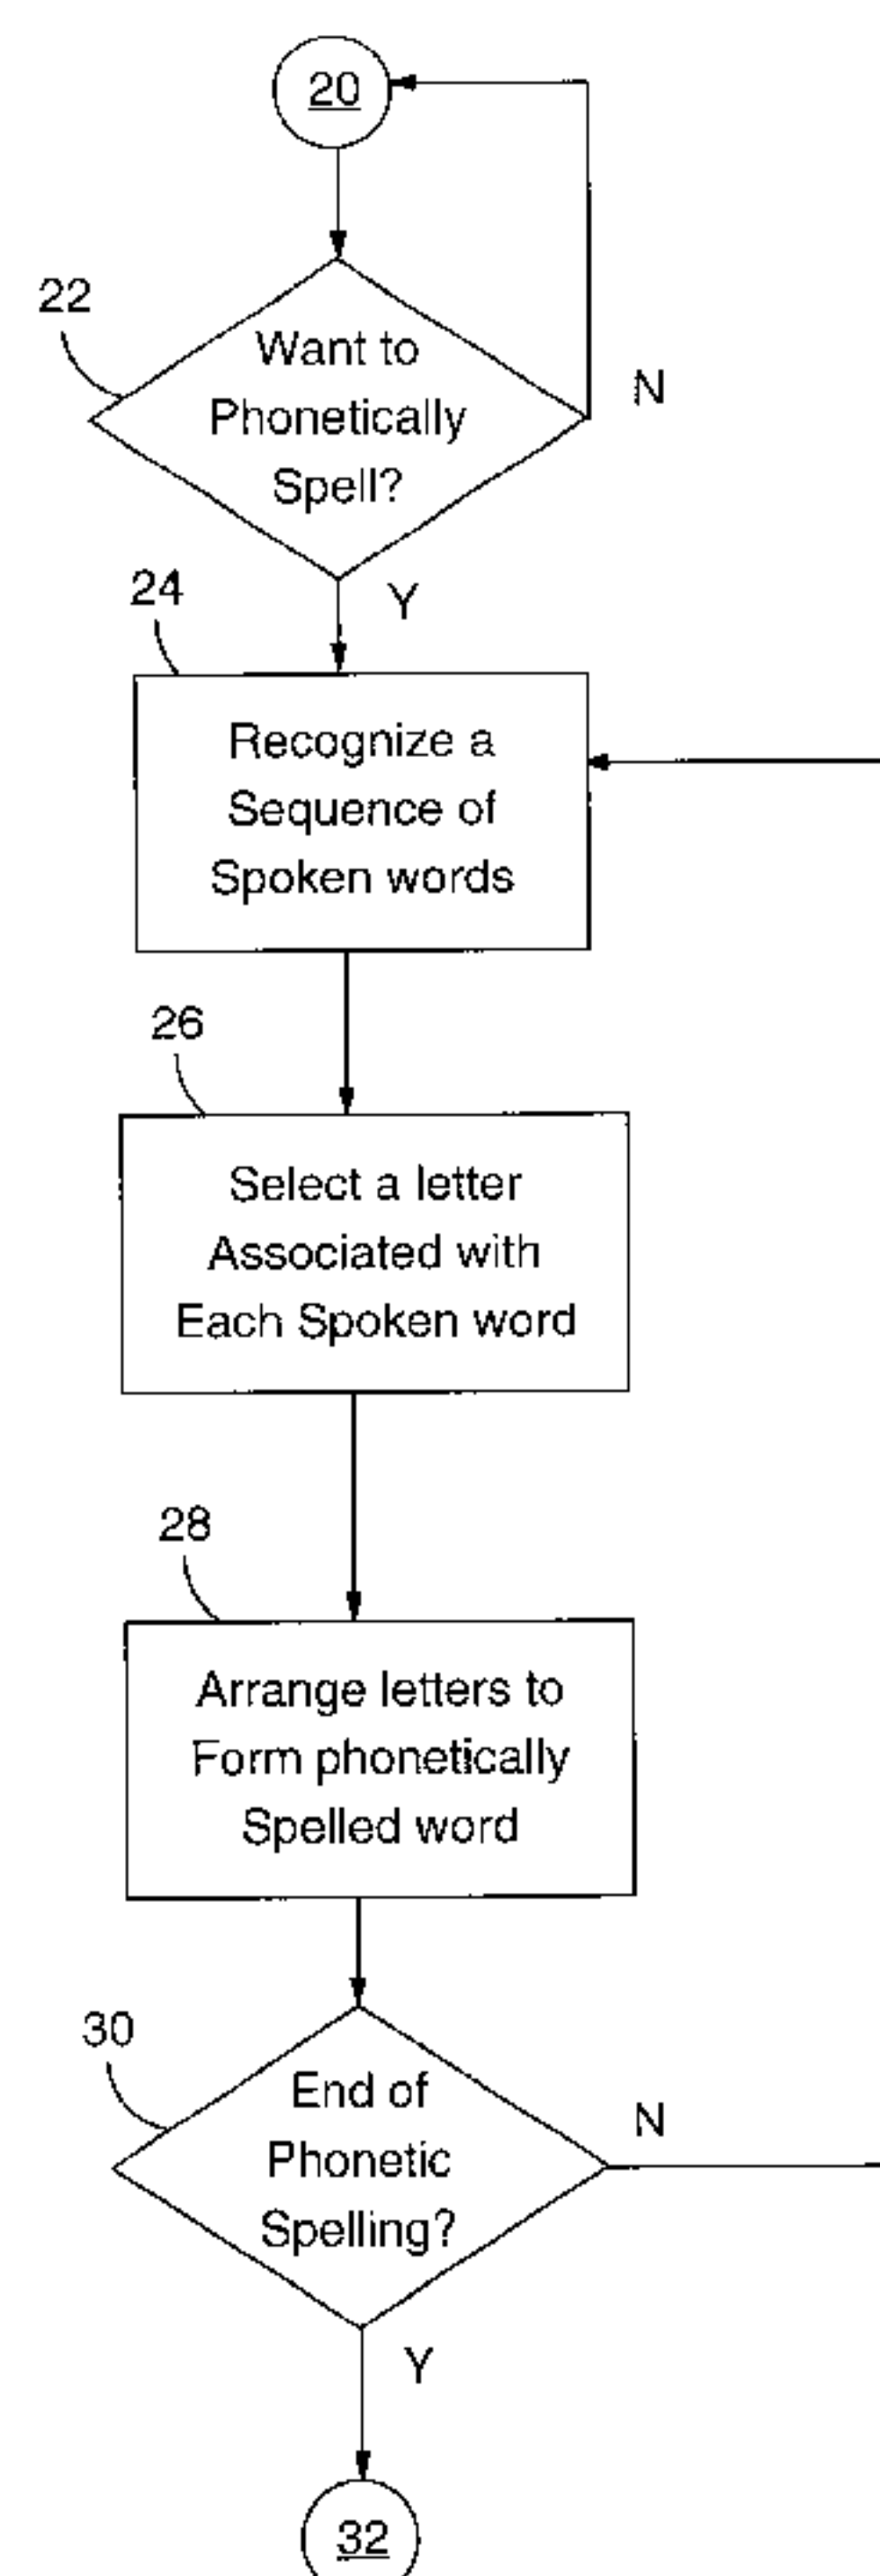 20
22
Want to
Phonetically
Spell?
N
24
Y
Recognize a
Sequence of
Spoken words
26
Select a letter
Associated with
Each Spoken word
28
Arrange letters to
Form phonetically
Spelled word
30
End of
Phonetic
Spelling?
N
Y
32